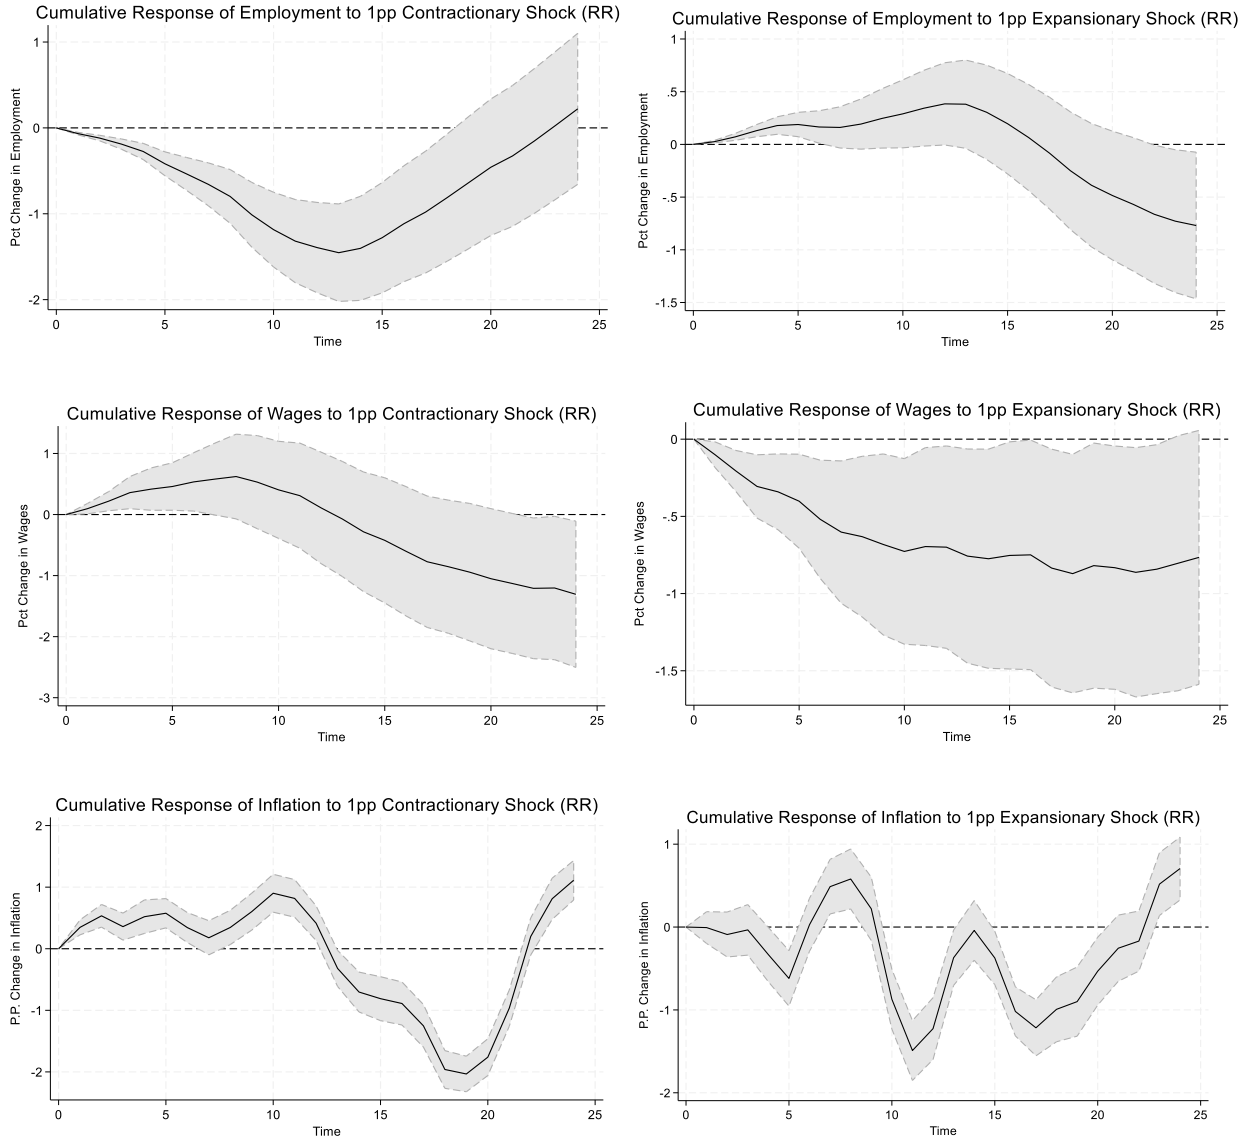 Cumulative Response of Employment to 1pp Contractionary Shock (RR)
1
0
-1
-2
Pct Change in Employment
0 5 10 15 20 25
Time
Cumulative Response of Employment to 1pp Expansionary Shock (RR)
1
.5
0
-.5
-1
-1.5
Pct Change in Employment
0 5 10 15 20 25
Time
Cumulative Response of Wages to 1pp Contractionary Shock (RR)
1
0
-1
-2
-3
Pct Change in Wages
0 5 10 15 20 25
Time
Cumulative Response of Wages to 1pp Expansionary Shock (RR)
0
-.5
-1
-1.5
Pct Change in Wages
0 5 10 15 20 25
Time
Cumulative Response of Inflation to 1pp Contractionary Shock (RR)
2
1
0
-1
-2
P.P. Change in Inflation
0 5 10 15 20 25
Time
Cumulative Response of Inflation to 1pp Expansionary Shock (RR)
1
0
-1
-2
P.P. Change in Inflation
0 5 10 15 20 25
Time